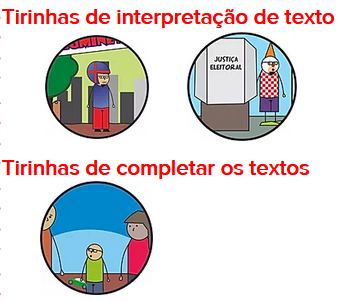 Tirinhas de interpretação de texto
JUSTIÇA
ELEITORAL
Tirinhas de completar os textos